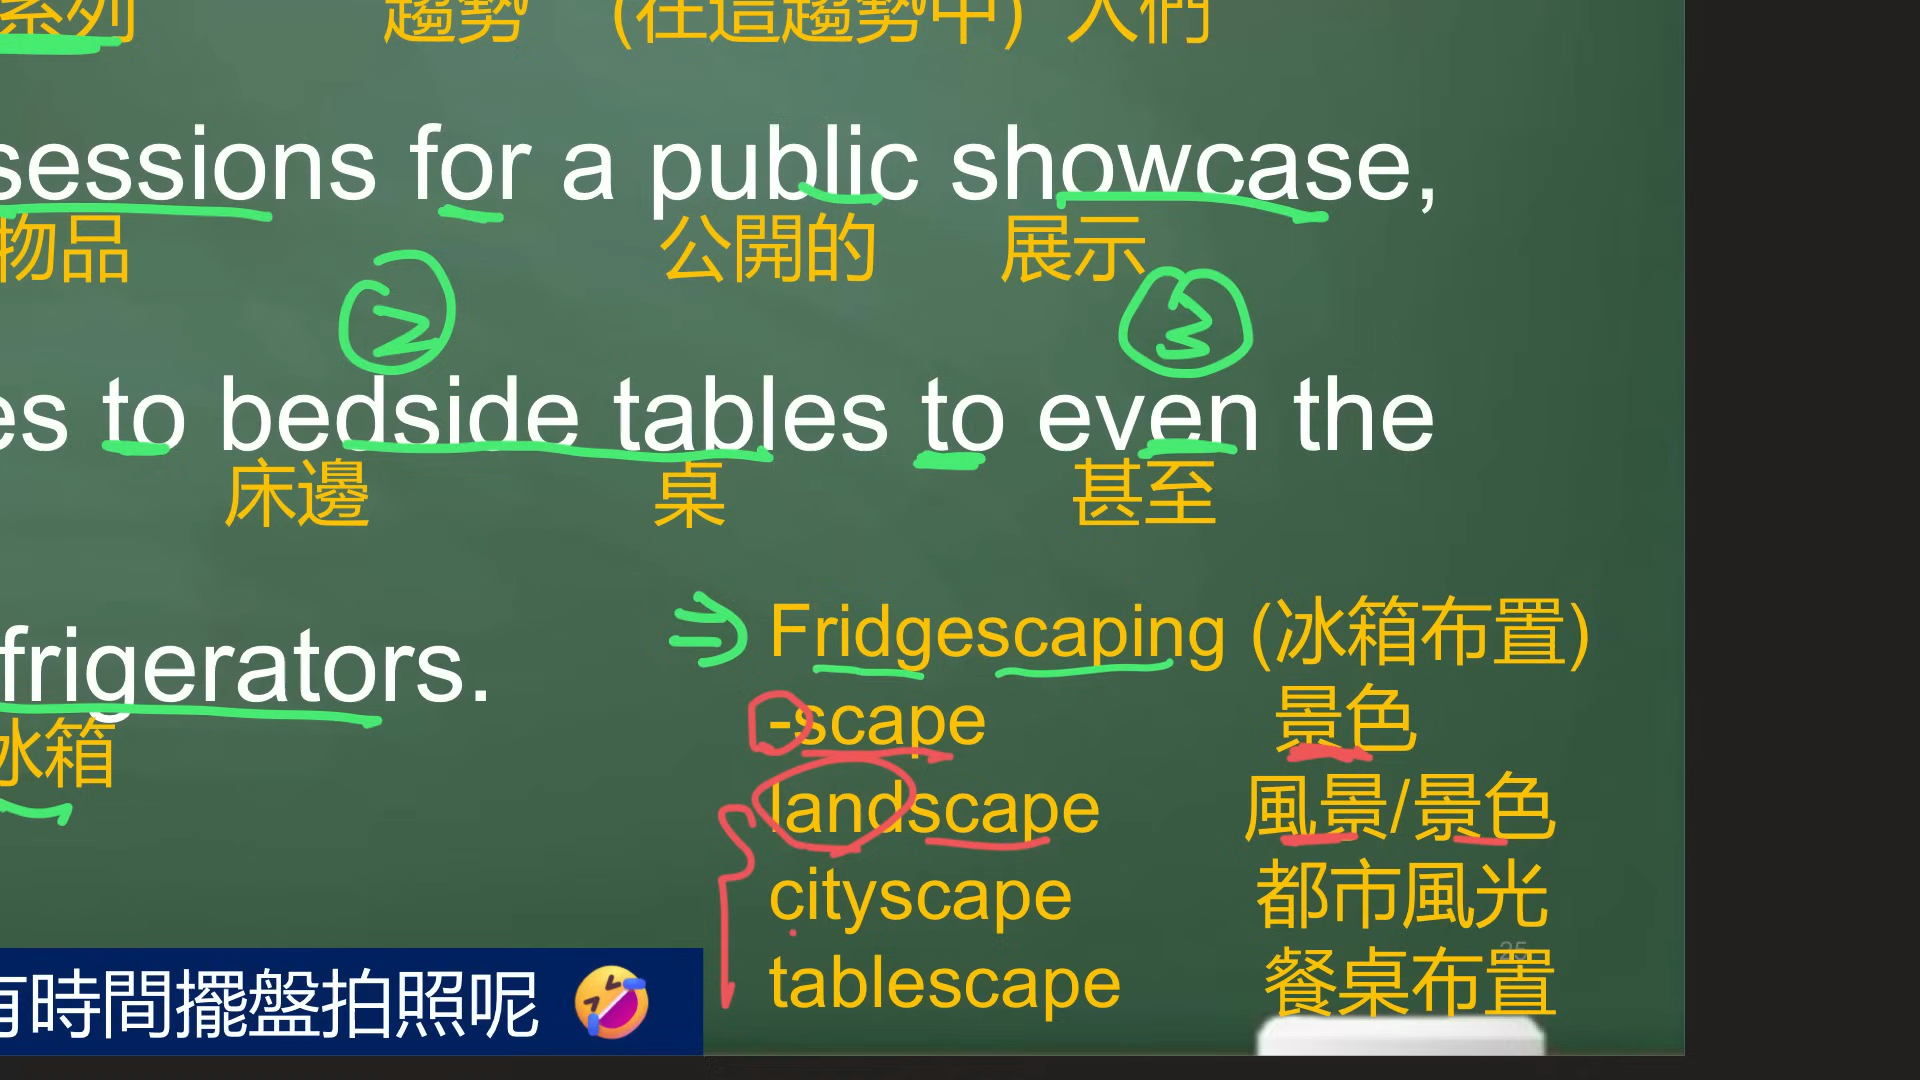 系列 趨勢 (在這趨勢中) 人們
sessions for a public showcase,
物品 公開的 展示
2 3
es to bedside tables to even the
床邊 桌 甚至
frigerators.
冰箱
Fridgescaping (冰箱布置)
-scape 景色
landscape 風景/景色
cityscape 都市風光
tablescape 餐桌布置
25
有時間擺盤拍照呢 🤣